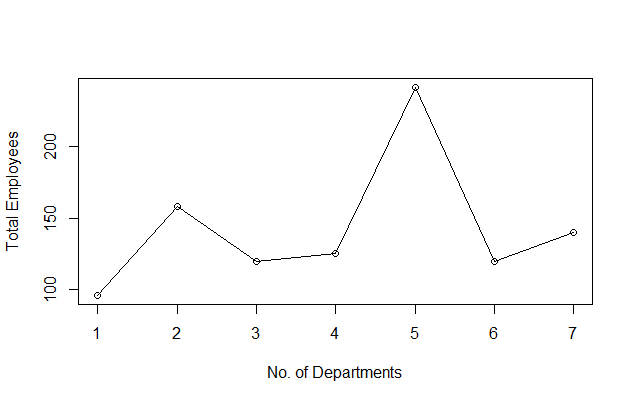 Total Employees
200
150
100
1 2 3 4 5 6 7
No. of Departments